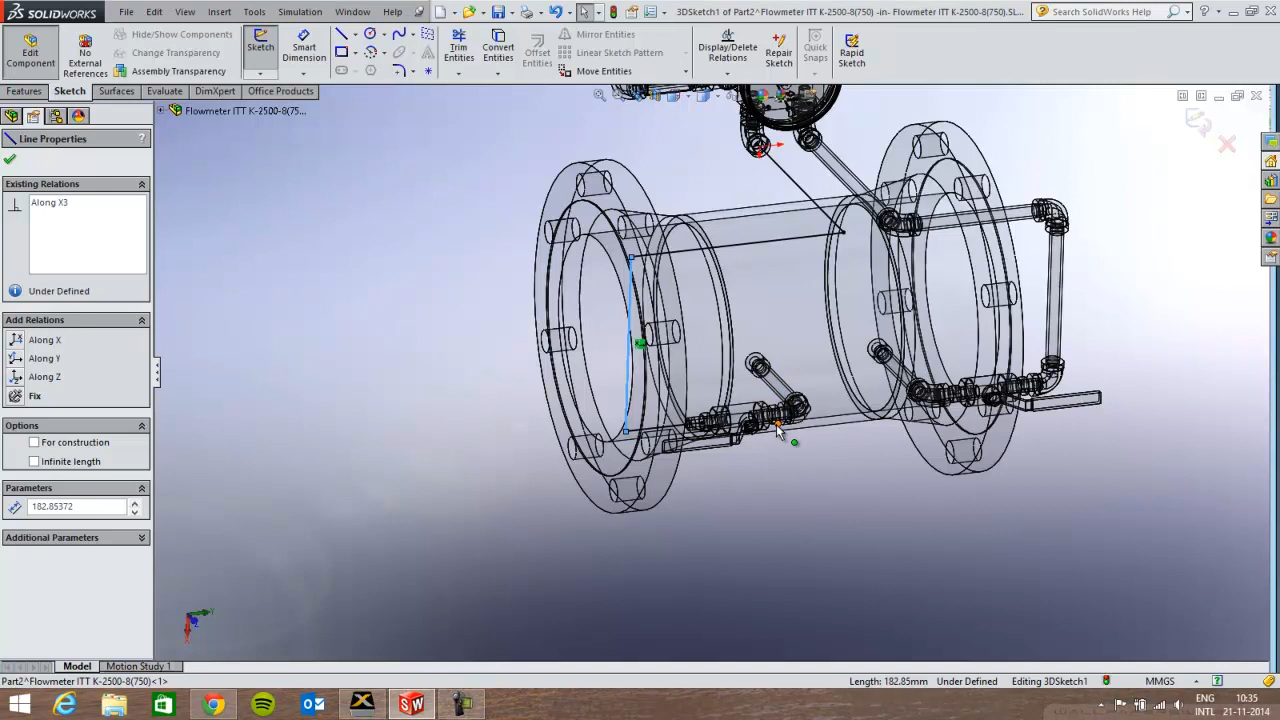 SOLIDWORKS File Edit View Insert Tools Simulation Window Help 3DSketch1 of Part2^Flowmeter ITT K-2500-8(750) -in- Flowmeter ITT K-2500-8(750).SL... Search SolidWorks Help
Edit Component
No External References
Hide/Show Components
Change Transparency
Assembly Transparency
Sketch
Smart Dimension
Trim Entities
Convert Entities
Offset Entities
Mirror Entities
Linear Sketch Pattern
Move Entities
Display/Delete Relations
Repair Sketch
Quick Snaps
Rapid Sketch
Features Sketch Surfaces Evaluate DimXpert Office Products
Flowmeter ITT K-2500-8(750...
Line Properties ?
Existing Relations
Along X3
Under Defined
Add Relations
Along X
Along Y
Along Z
Fix
Options
For construction
Infinite length
Parameters
182.85372
Additional Parameters
Model Motion Study 1
Part2^Flowmeter ITT K-2500-8(750)<1> Length: 182.85mm Under Defined Editing 3DSketch1 MMGS
ENG 10:35
INTL 21-11-2014